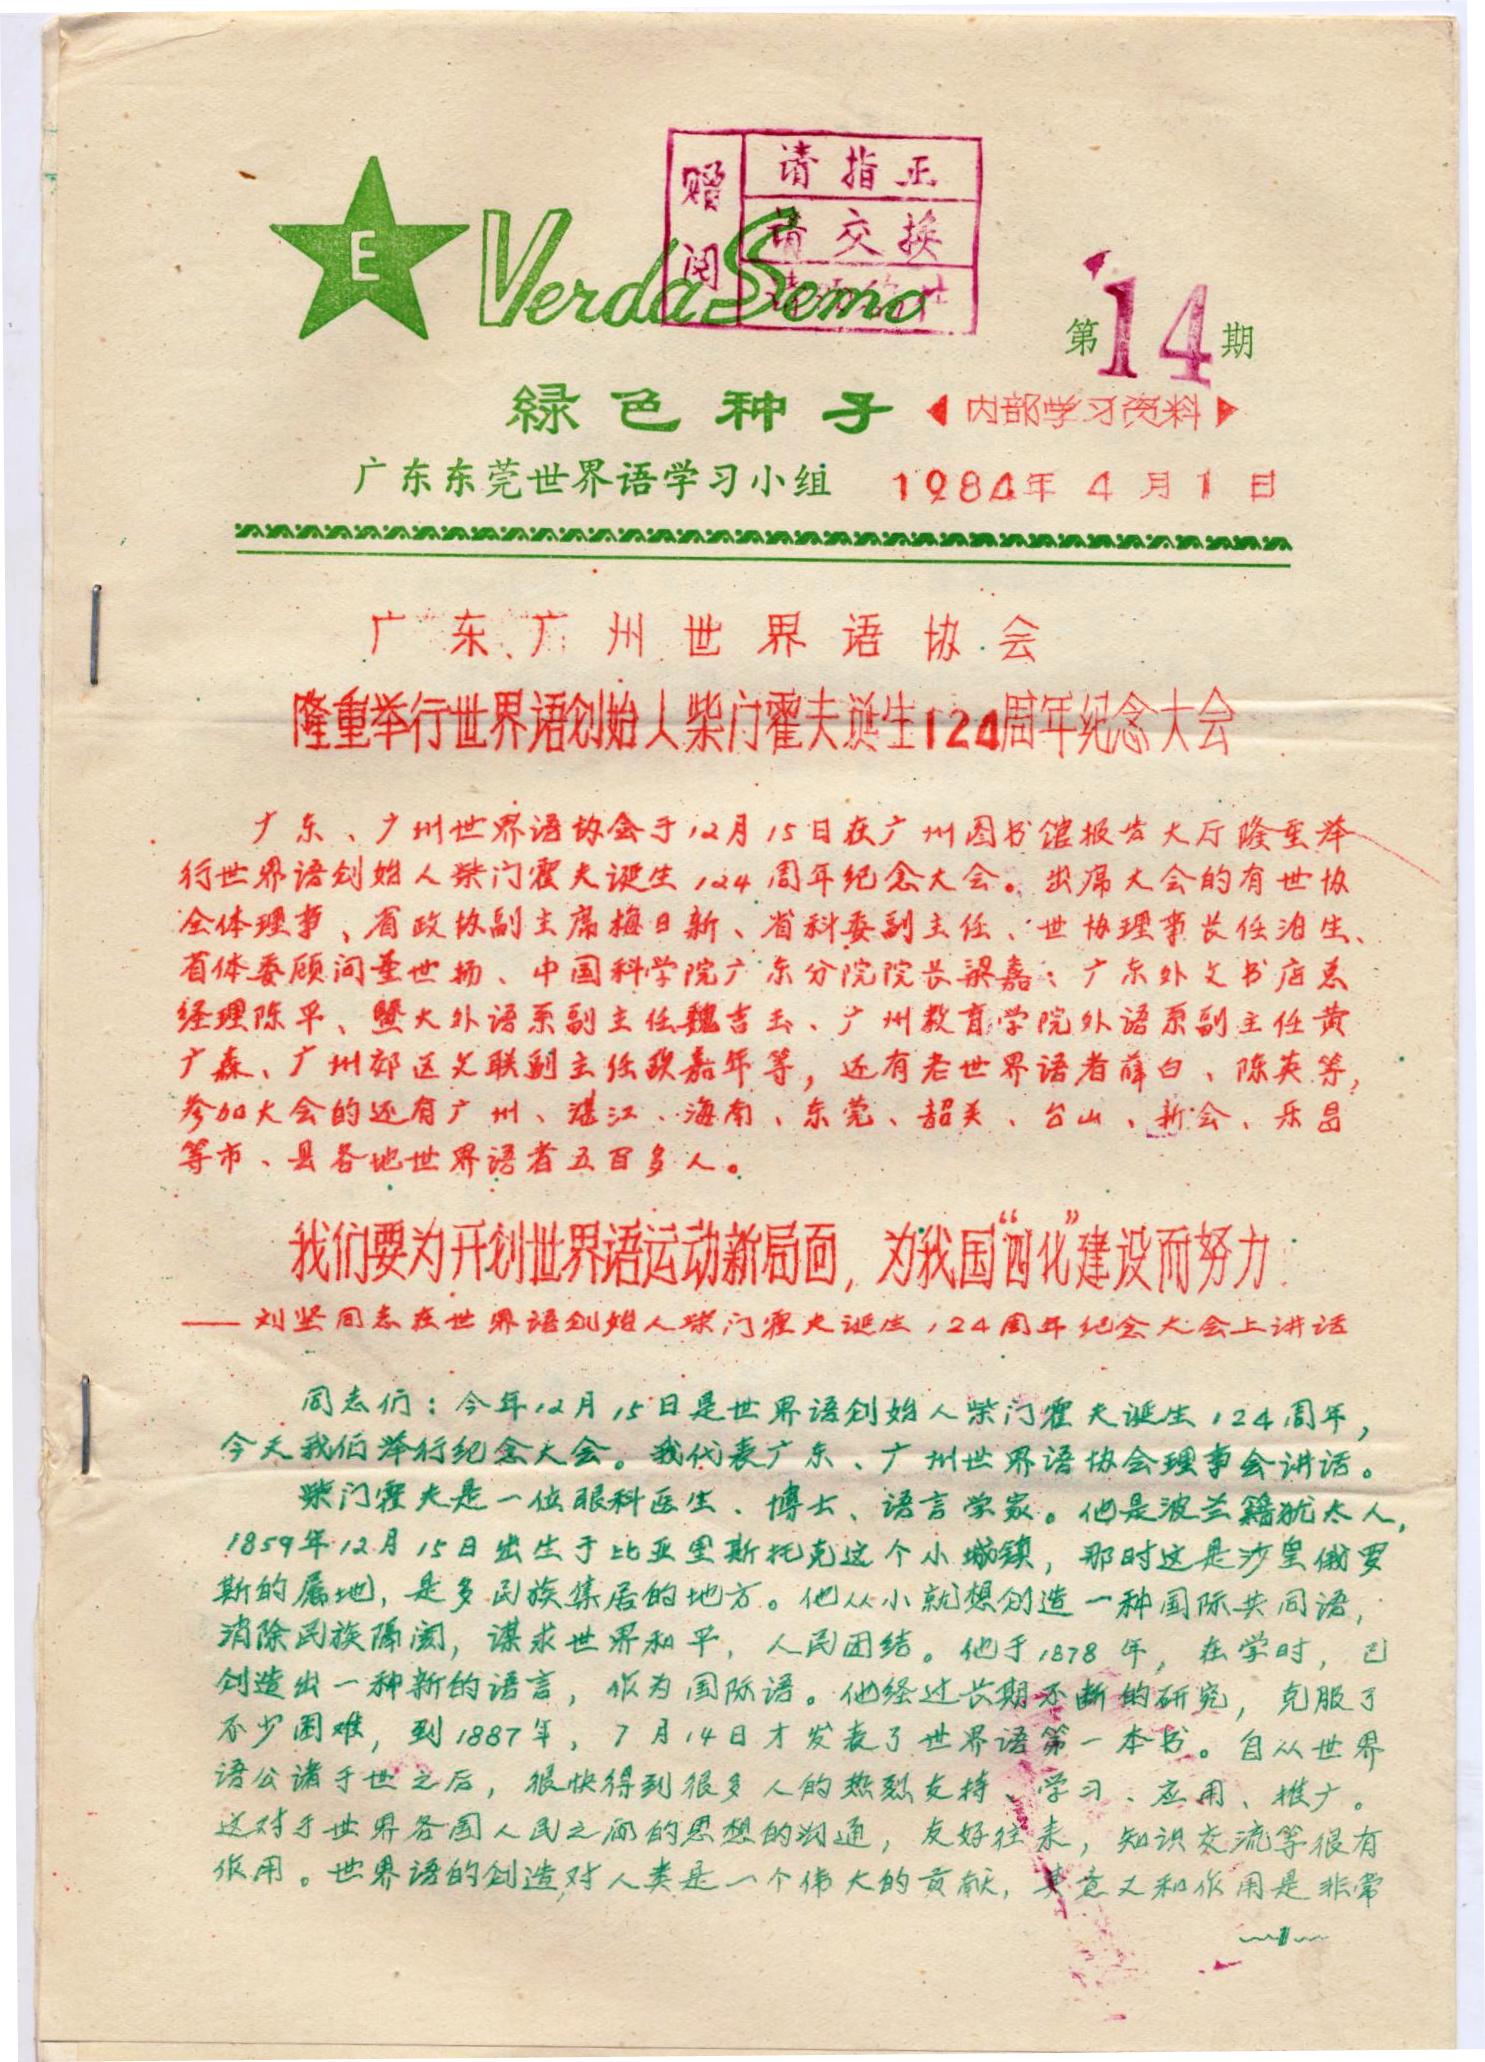 赠阅
请指正
请交换
E
Verda Semo
第14期
绿色种子
内部学习资料
广东东莞世界语学习小组
1984年4月1日
广东、广州世界语协会
隆重举行世界语创始人柴门霍夫诞生124周年纪念大会
广东、广州世界语协会于12月15日在广州图书馆报告大厅隆重举
行世界语创始人柴门霍夫诞生124周年纪念大会。出席大会的有世协
全体理事、省政协副主席梅日新、省科委副主任、世协理事长任泊生、
省体委顾问董世扬、中国科学院广东分院院长梁嘉;广东外文书店总
经理陈平、暨大外语系副主任魏吉玉、广州教育学院外语系副主任黄
广森、广州郊区文联副主任欧嘉年等,还有老世界语者薛白、陈英等,
参加大会的还有广州、湛江、海南、东莞、韶关、台山、新会、乐昌
等市、县各地世界语者五百多人。
我们要为开创世界语运动新局面,为我国“四化”建设而努力
——刘坚同志在世界语创始人柴门霍夫诞生124周年纪念大会上讲话
同志们:今年12月15日是世界语创始人柴门霍夫诞生124周年,
今天我们举行纪念大会。我代表广东、广州世界语协会理事会讲话。
柴门霍夫是一位眼科医生、博士、语言学家。他是波兰籍犹太人,
1859年12月15日出生于比亚里斯托克这个小城镇,那时这是沙皇俄罗
斯的属地,是多民族集居的地方。他从小就想创造一种国际共同语,
消除民族隔阂,谋求世界和平,人民团结。他于1878年,在学时,已
创造出一种新的语言,作为国际语。他经过长期不断的研究,克服了
不少困难,到1887年,7月14日才发表了世界语第一本书。自从世界
语公诸于世之后,很快得到很多人的热烈支持、学习、应用、推广。
这对于世界各国人民之间的思想的沟通,友好往来,知识交流等很有
作用。世界语的创造,对人类是一个伟大的贡献,其意义和作用是非常
1